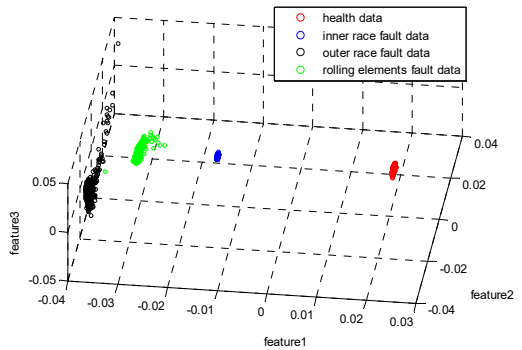 health data
inner race fault data
outer race fault data
rolling elements fault data
0.05
0
-0.05
feature3
-0.04
-0.03
-0.02
-0.01
0
0.01
0.02
0.03
feature1
0.04
0.02
0
-0.02
-0.04
feature2